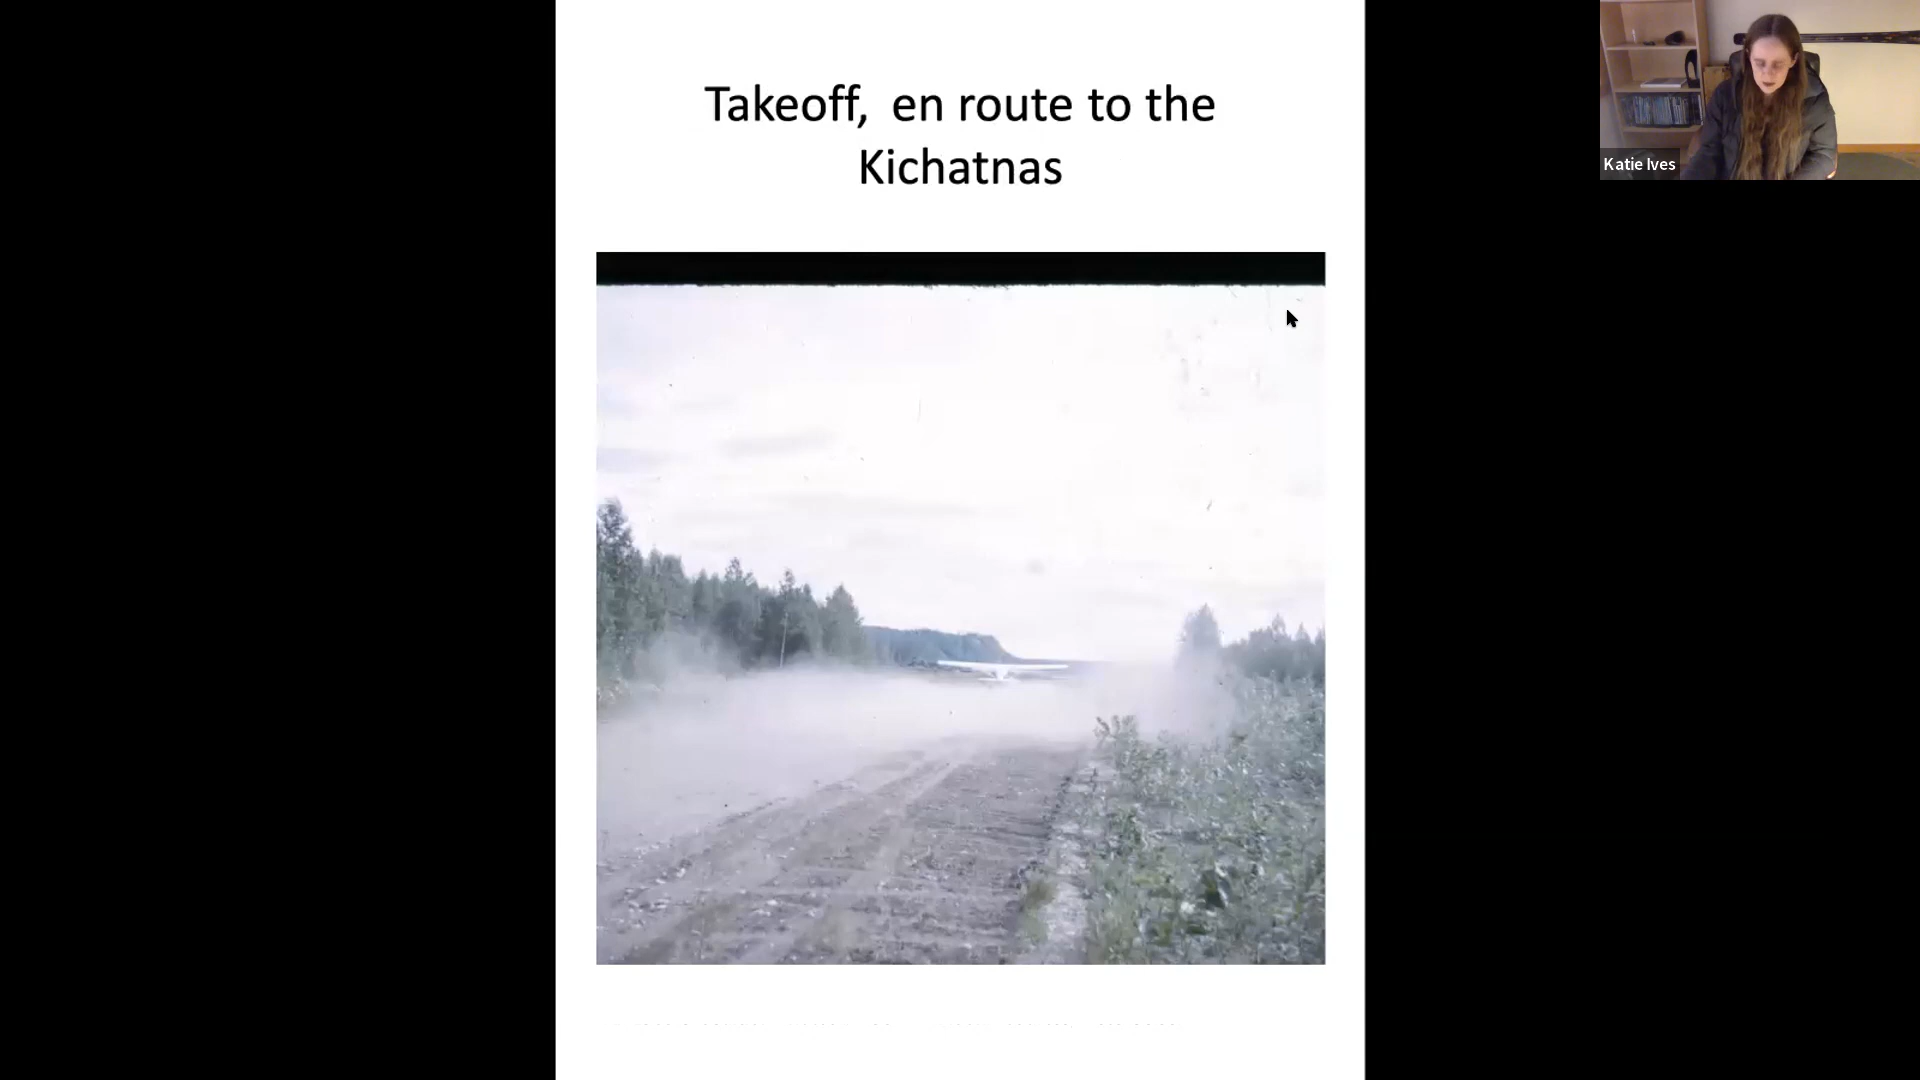 Takeoff, en route to the
Kichatnas
Katie Ives